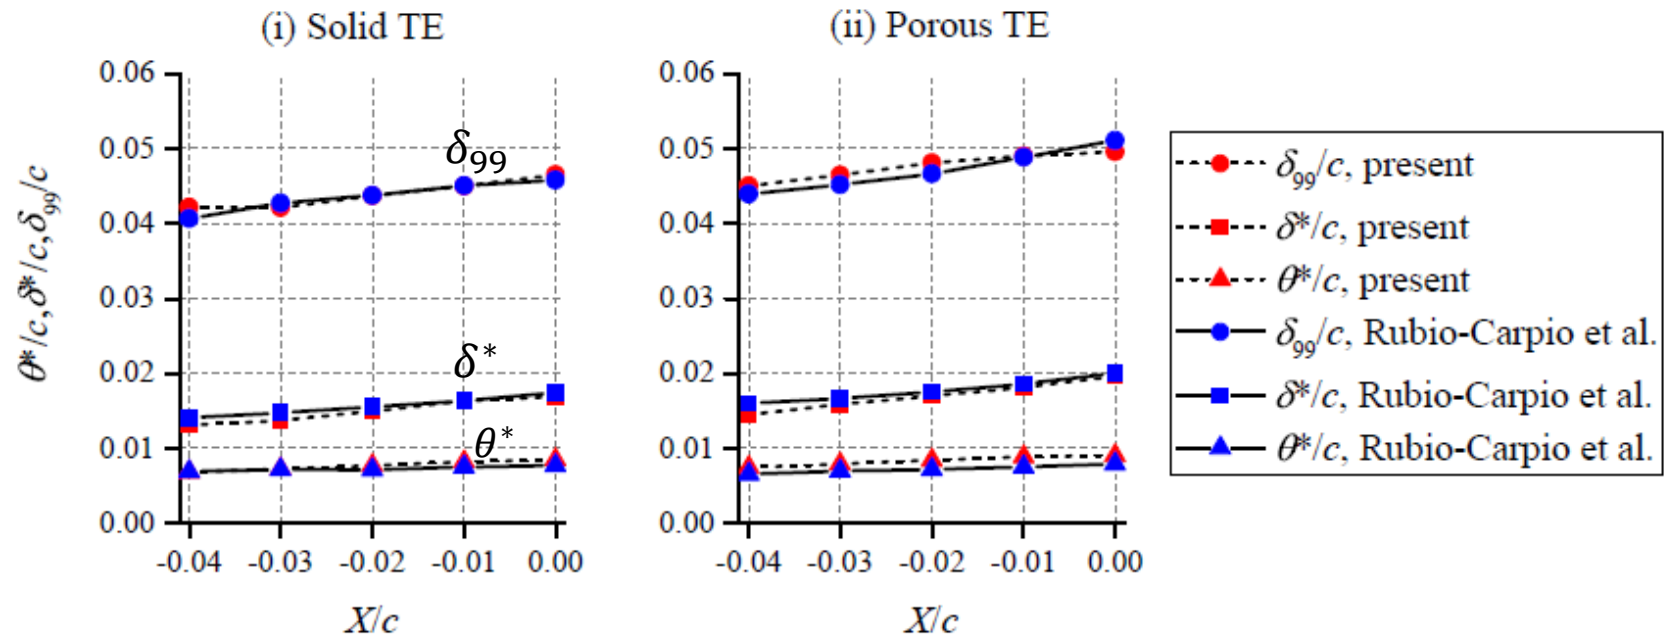 (i) Solid TE
(ii) Porous TE
θ*/c,δ*/c,δ99/c
0.06
0.05
0.04
0.03
0.02
0.01
0.00
δ99
δ*
θ*
-0.04 -0.03 -0.02 -0.01 0.00
X/c
0.06
0.05
0.04
0.03
0.02
0.01
0.00
-0.04 -0.03 -0.02 -0.01 0.00
X/c
δ99/c, present
δ*/c, present
θ*/c, present
δ99/c, Rubio-Carpio et al.
δ*/c, Rubio-Carpio et al.
θ*/c, Rubio-Carpio et al.